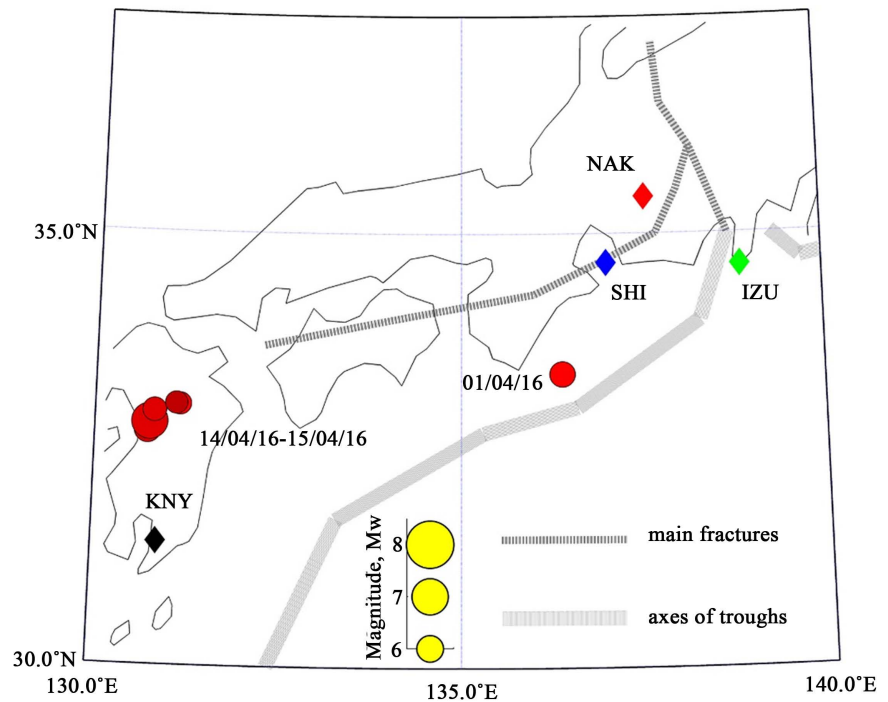 NAK
35.0˚N
SHI
IZU
01/04/16
14/04/16-15/04/16
KNY
Magnitude, Mw
8
7
6
main fractures
axes of troughs
30.0˚N
130.0˚E
135.0˚E
140.0˚E